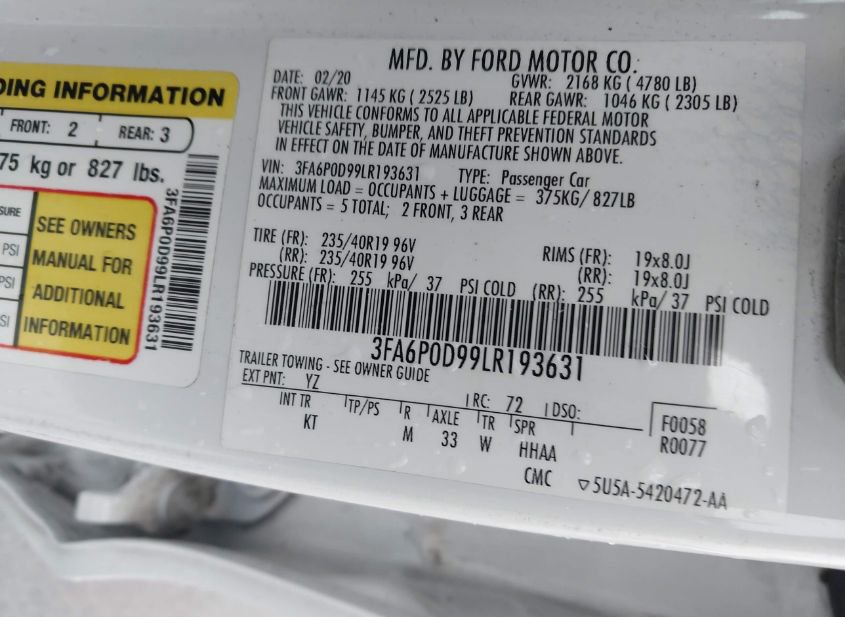 DING INFORMATION
FRONT: 2
REAR: 3
75 kg or 827 lbs.
SURE
PSI
PSI
SI
SEE OWNERS
MANUAL FOR
ADDITIONAL
INFORMATION
3FA6P0D99LR193631
MFD. BY FORD MOTOR CO.
DATE: 02/20 GVWR: 2168 KG ( 4780 LB)
FRONT GAWR: 1145 KG ( 2525 LB) REAR GAWR: 1046 KG ( 2305 LB)
THIS VEHICLE CONFORMS TO ALL APPLICABLE FEDERAL MOTOR
VEHICLE SAFETY, BUMPER, AND THEFT PREVENTION STANDARDS
IN EFFECT ON THE DATE OF MANUFACTURE SHOWN ABOVE.
VIN: 3FA6P0D99LR193631 TYPE: Passenger Car
MAXIMUM LOAD = OCCUPANTS + LUGGAGE = 375KG/ 827LB
OCCUPANTS = 5 TOTAL; 2 FRONT, 3 REAR
TIRE (FR): 235/40R19 96V RIMS (FR): 19x8.0J
(RR): 235/40R19 96V (RR): 19x8.0J
PRESSURE (FR): 255 kPa/ 37 PSI COLD (RR): 255 kPa/ 37 PSI COLD
3FA6P0D99LR193631
TRAILER TOWING - SEE OWNER GUIDE
EXT PNT: YZ RC: 72 DSO:
INT TR TP/PS R AXLE TR SPR
KT M 33 W HHAA
CMC
F0058
R0077
▽5U5A-5420472-AA